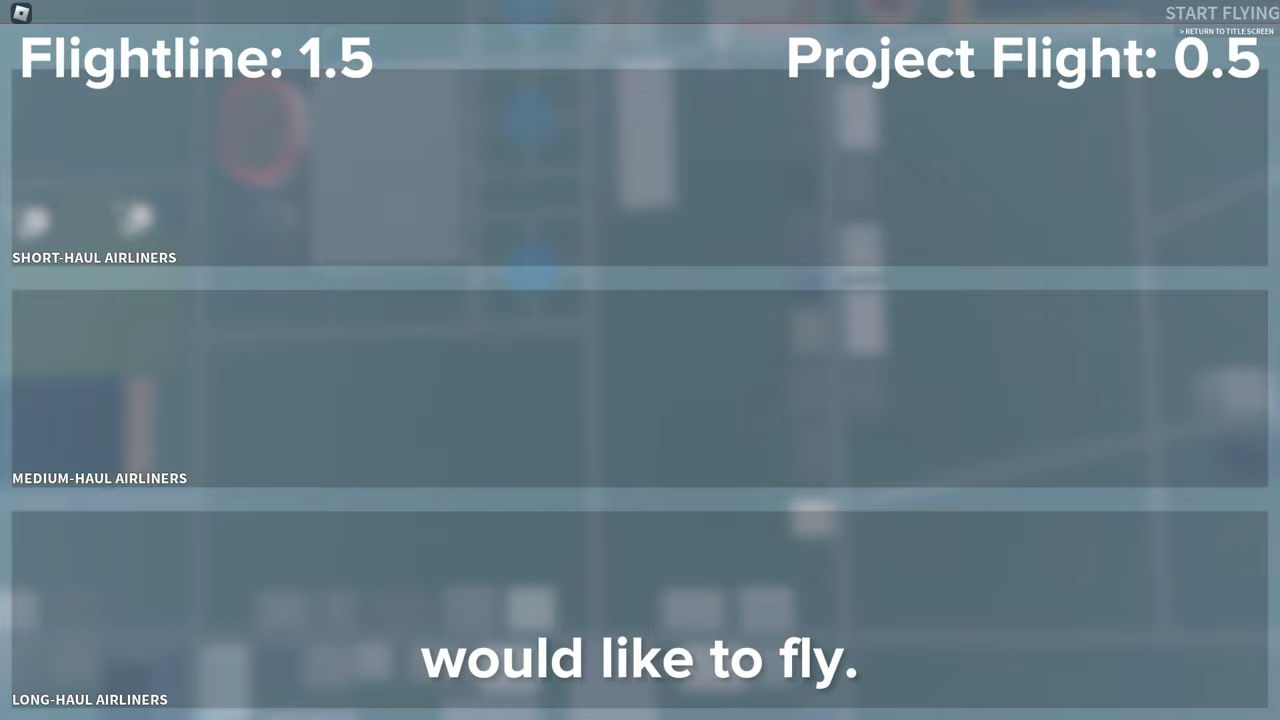 START FLYING
> RETURN TO TITLE SCREEN
Flightline: 1.5
Project Flight: 0.5
SHORT-HAUL AIRLINERS
MEDIUM-HAUL AIRLINERS
would like to fly.
LONG-HAUL AIRLINERS